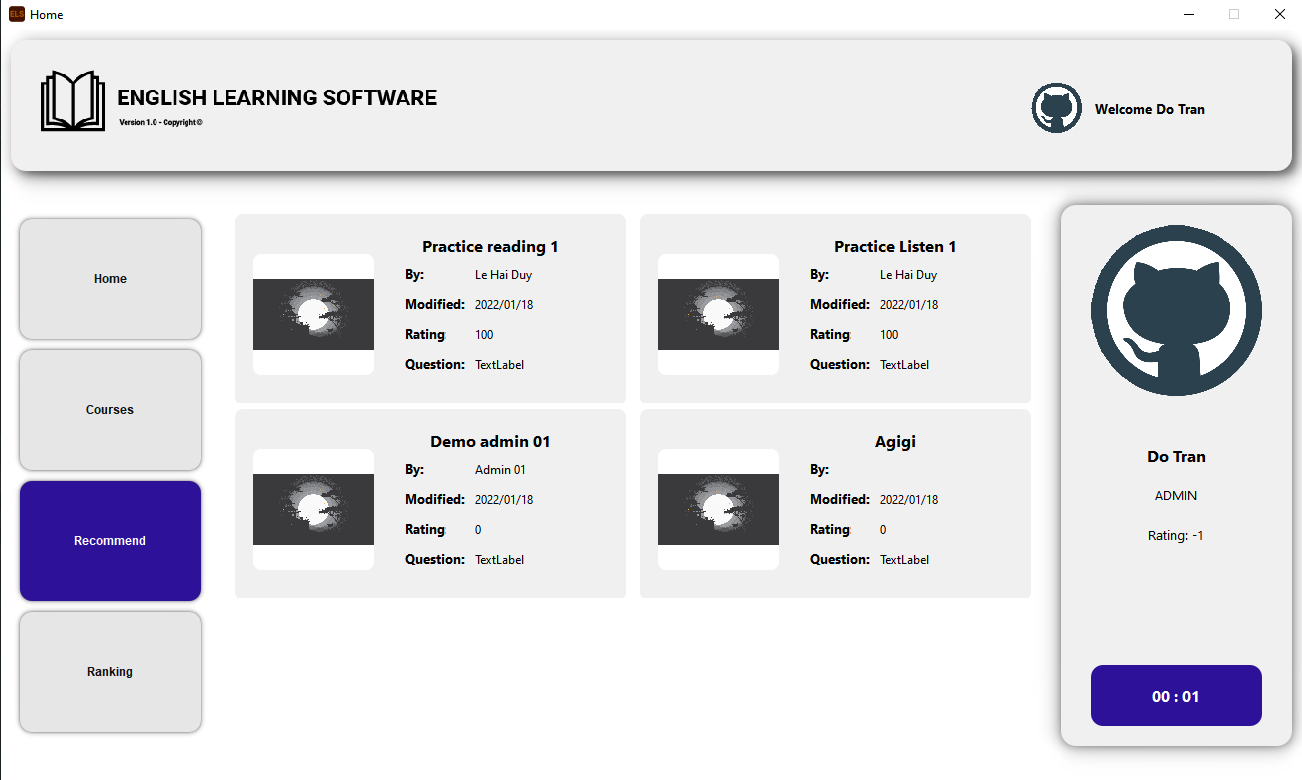 ELS Home
ENGLISH LEARNING SOFTWARE
Version 1.0 - Copyright©
Welcome Do Tran
Home
Courses
Recommend
Ranking
Practice reading 1
By: Le Hai Duy
Modified: 2022/01/18
Rating: 100
Question: TextLabel
Practice Listen 1
By: Le Hai Duy
Modified: 2022/01/18
Rating: 100
Question: TextLabel
Demo admin 01
By: Admin 01
Modified: 2022/01/18
Rating: 0
Question: TextLabel
Agigi
By:
Modified: 2022/01/18
Rating: 0
Question: TextLabel
Do Tran
ADMIN
Rating: -1
00 : 01